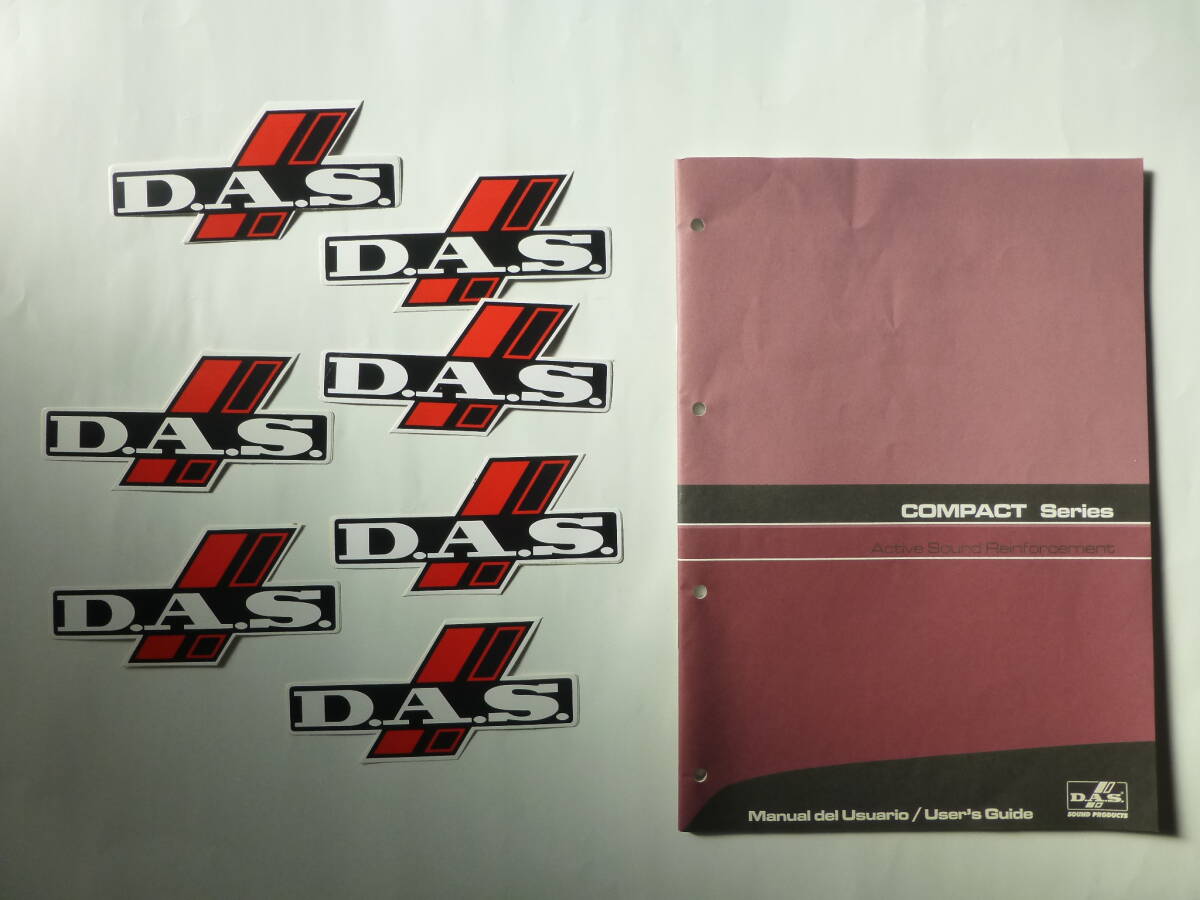 D.A.S.
D.A.S.
D.A.S.
D.A.S.
D.A.S.
D.A.S.
D.A.S.
COMPACT Series
Active Sound Reinforcement
Manual del Usuario / User's Guide
D.A.S.
SOUND PRODUCTS